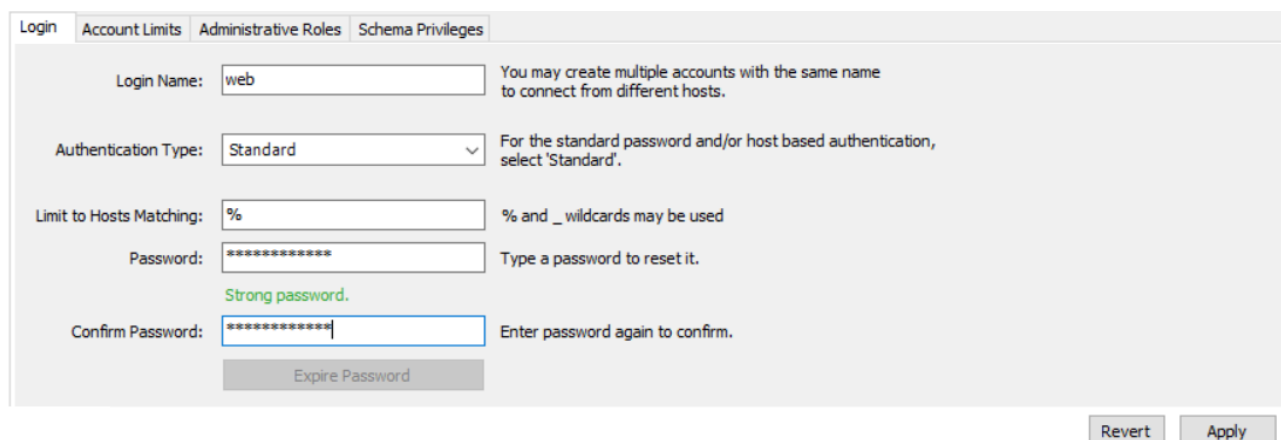 Login Account Limits Administrative Roles Schema Privileges
Login Name: web You may create multiple accounts with the same name
to connect from different hosts.
Authentication Type: Standard For the standard password and/or host based authentication,
select 'Standard'.
Limit to Hosts Matching: % % and _ wildcards may be used
Password: ************ Type a password to reset it.
Strong password.
Confirm Password: ************ Enter password again to confirm.
Expire Password
Revert Apply